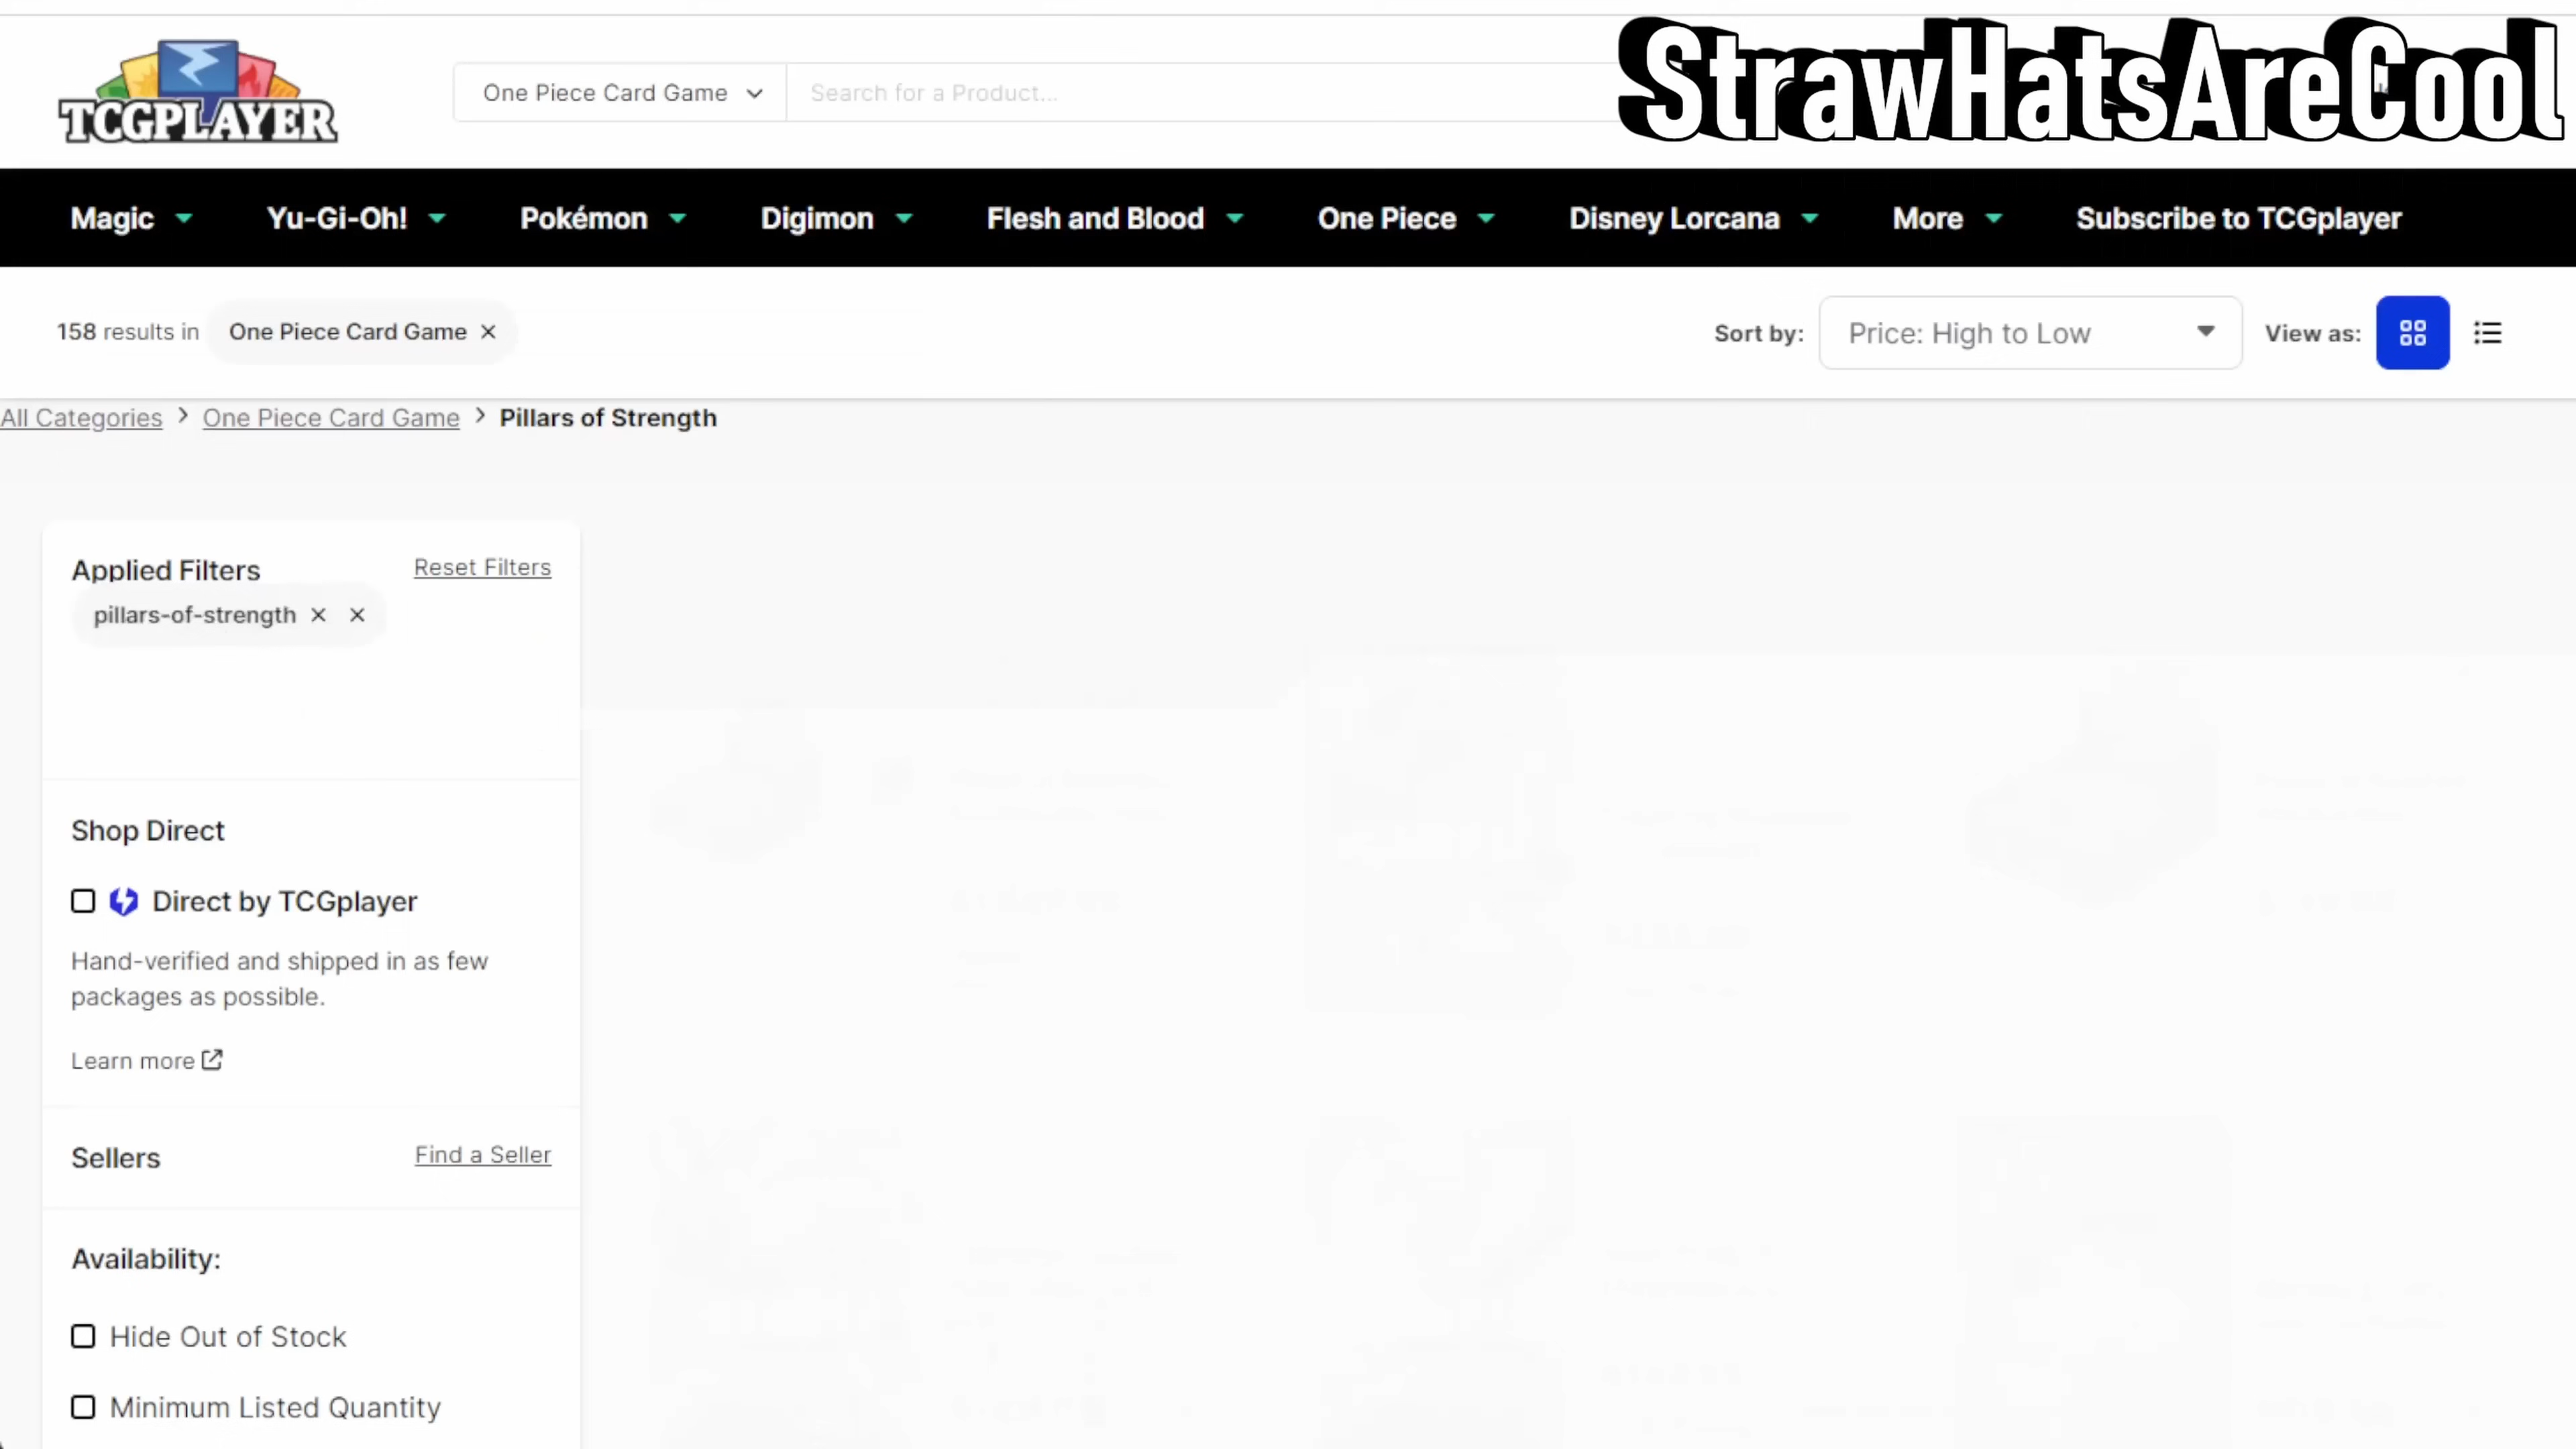 StrawHatsAreCool
TCGPLAYER
One Piece Card Game
Search for a Product...
Magic
Yu-Gi-Oh!
Pokémon
Digimon
Flesh and Blood
One Piece
Disney Lorcana
More
Subscribe to TCGplayer
158 results in One Piece Card Game
Sort by: Price: High to Low
View as:
All Categories > One Piece Card Game > Pillars of Strength
Applied Filters
Reset Filters
pillars-of-strength
Shop Direct
Direct by TCGplayer
Hand-verified and shipped in as few
packages as possible.
Learn more
Sellers
Find a Seller
Availability:
Hide Out of Stock
Minimum Listed Quantity